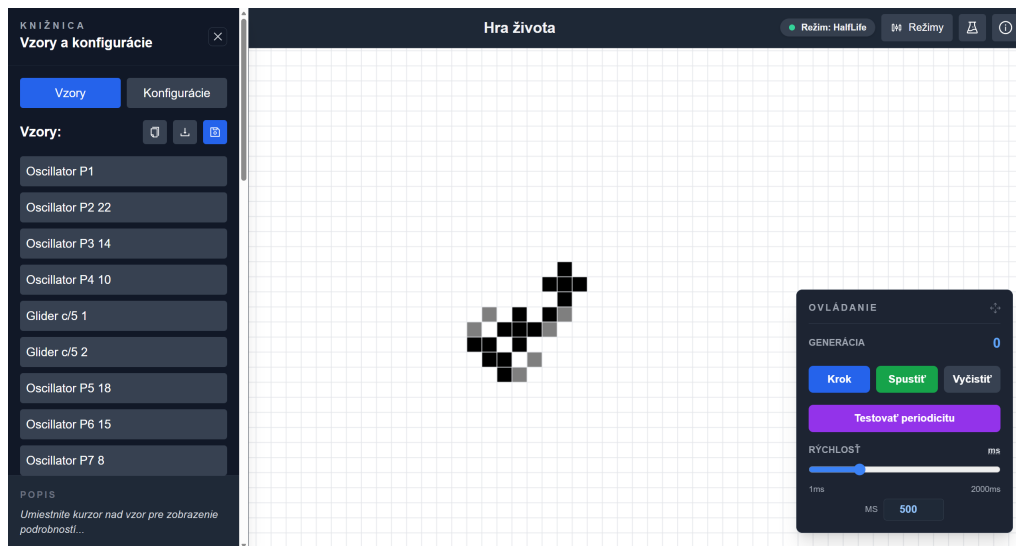 KNIŽNICA
Vzory a konfigurácie
Vzory
Konfigurácie
Vzory:
Oscillator P1
Oscillator P2 22
Oscillator P3 14
Oscillator P4 10
Glider c/5 1
Glider c/5 2
Oscillator P5 18
Oscillator P6 15
Oscillator P7 8
POPIS
Umiestnite kurzor nad vzor pre zobrazenie
podrobností...
Hra života
Režim: HalfLife
Režimy
OVLÁDANIE
GENERÁCIA 0
Krok
Spustiť
Vyčistiť
Testovať periodicitu
RÝCHLOSŤ ms
1ms 2000ms
MS 500